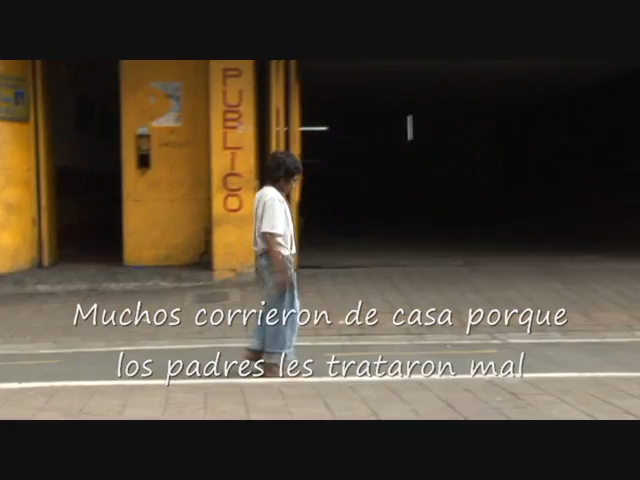 PUBLICO
Muchos corrieron de casa porque
los padres les trataron mal